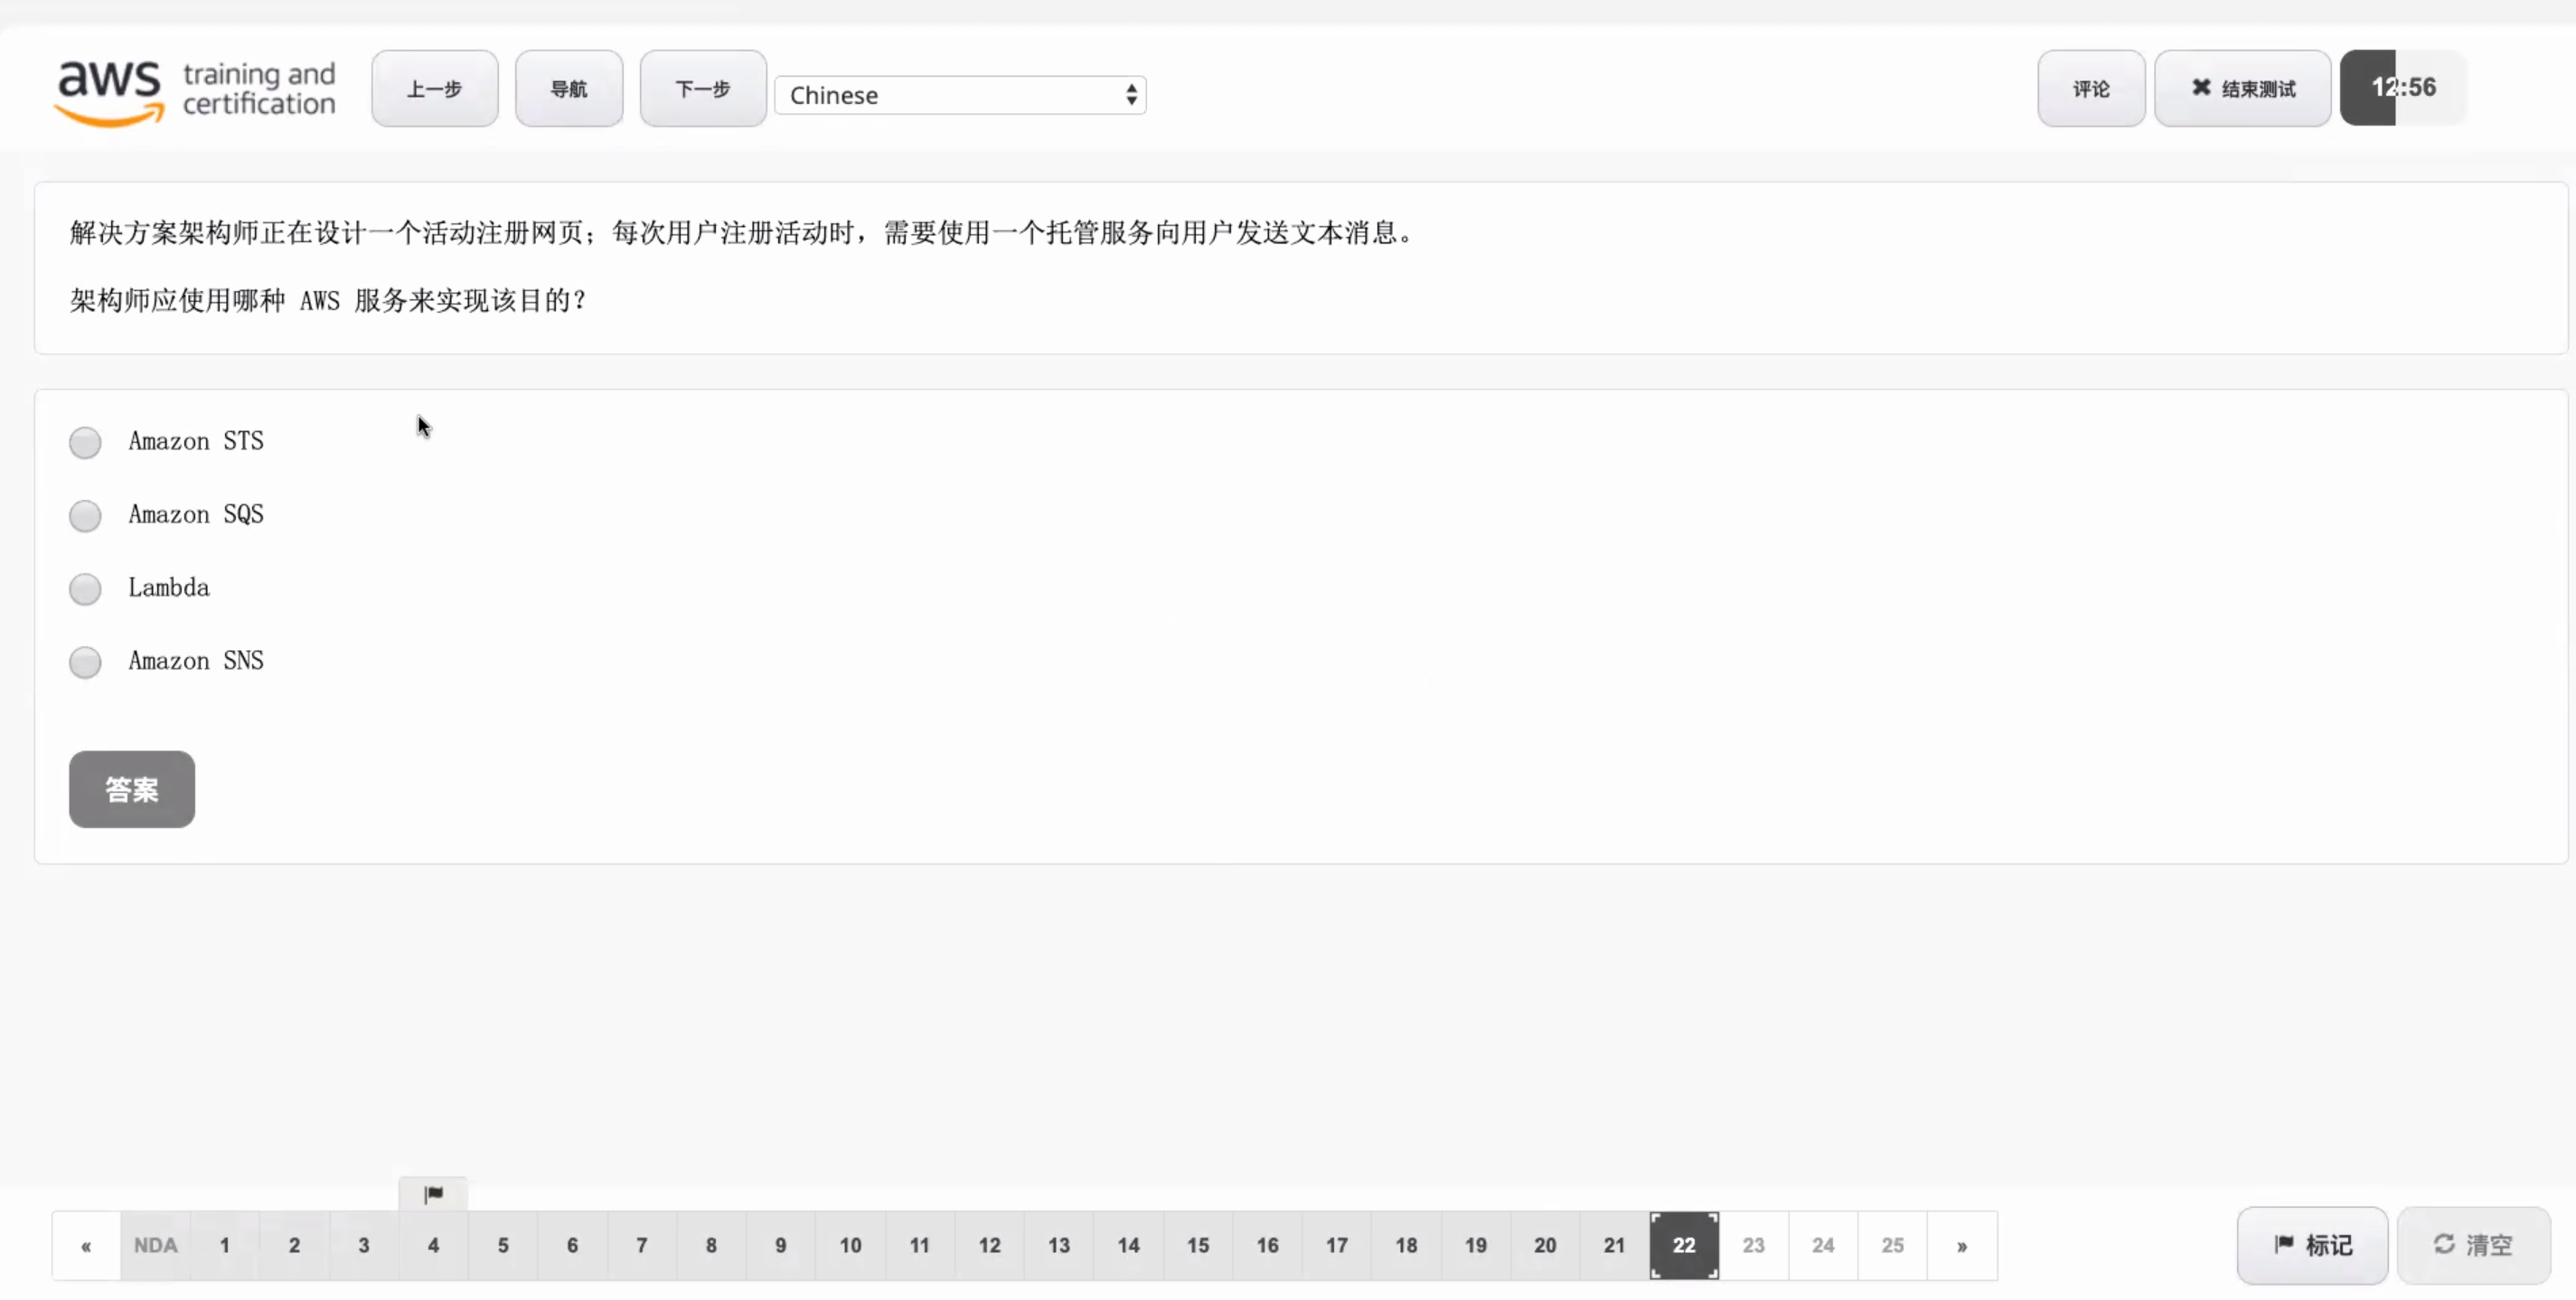 aws training and certification
上一步
导航
下一步
Chinese
评论
✖ 结束测试
12:56
解决方案架构师正在设计一个活动注册网页；每次用户注册活动时，需要使用一个托管服务向用户发送文本消息。
架构师应使用哪种 AWS 服务来实现该目的？
Amazon STS
Amazon SQS
Lambda
Amazon SNS
答案
« NDA 1 2 3 4 5 6 7 8 9 10 11 12 13 14 15 16 17 18 19 20 21 22 23 24 25 »
标记
清空